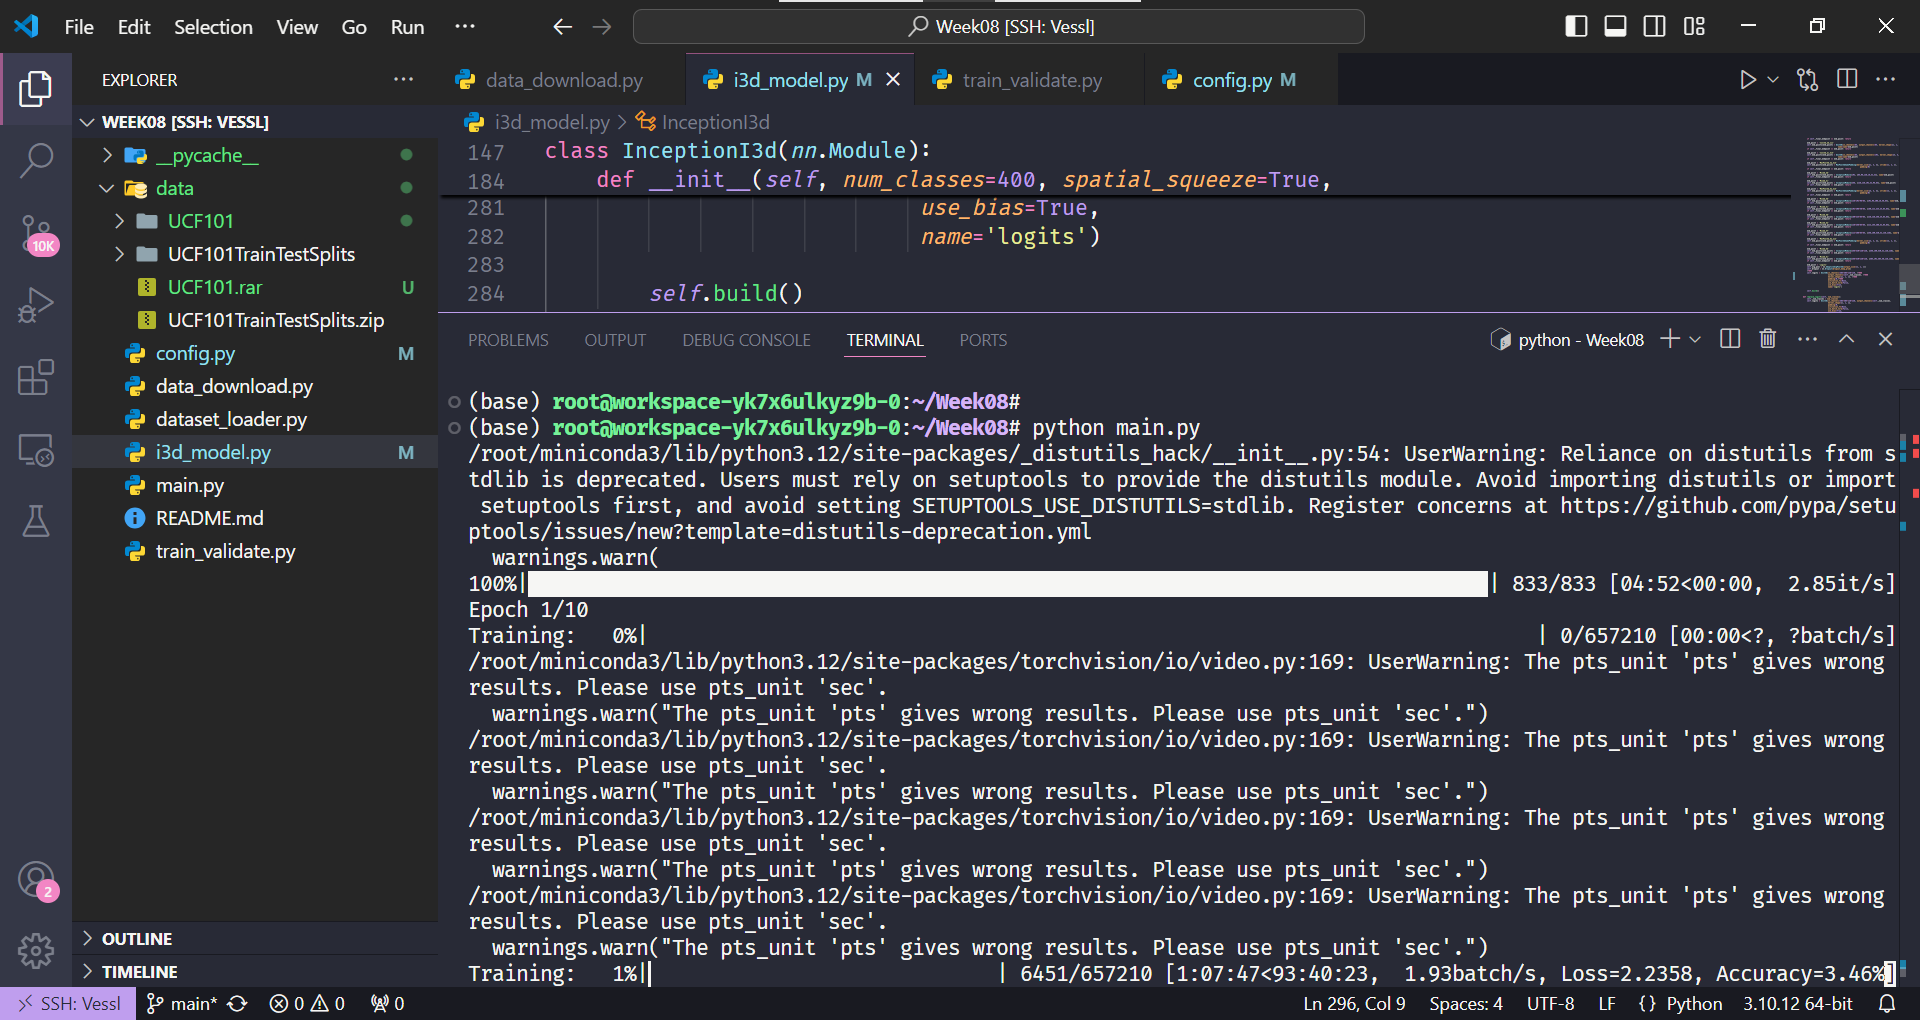 File Edit Selection View Go Run ··· Week08 [SSH: Vessl]
EXPLORER
WEEK08 [SSH: VESSL]
__pycache__
data
UCF101
UCF101TrainTestSplits
UCF101.rar U
UCF101TrainTestSplits.zip
config.py M
data_download.py
dataset_loader.py
i3d_model.py M
main.py
README.md
train_validate.py
OUTLINE
TIMELINE
10K
2
data_download.py i3d_model.py M train_validate.py config.py M
i3d_model.py > InceptionI3d
147 class InceptionI3d(nn.Module):
184 def __init__(self, num_classes=400, spatial_squeeze=True,
281 use_bias=True,
282 name='logits')
283
284 self.build()
PROBLEMS OUTPUT DEBUG CONSOLE TERMINAL PORTS python - Week08
(base) root@workspace-yk7x6ulkyz9b-0:~/Week08#
(base) root@workspace-yk7x6ulkyz9b-0:~/Week08# python main.py
/root/miniconda3/lib/python3.12/site-packages/_distutils_hack/__init__.py:54: UserWarning: Reliance on distutils from s
tdlib is deprecated. Users must rely on setuptools to provide the distutils module. Avoid importing distutils or import
setuptools first, and avoid setting SETUPTOOLS_USE_DISTUTILS=stdlib. Register concerns at https://github.com/pypa/setu
ptools/issues/new?template=distutils-deprecation.yml
warnings.warn(
100%| | 833/833 [04:52<00:00, 2.85it/s]
Epoch 1/10
Training: 0%| | 0/657210 [00:00<?, ?batch/s]
/root/miniconda3/lib/python3.12/site-packages/torchvision/io/video.py:169: UserWarning: The pts_unit 'pts' gives wrong
results. Please use pts_unit 'sec'.
warnings.warn("The pts_unit 'pts' gives wrong results. Please use pts_unit 'sec'.")
/root/miniconda3/lib/python3.12/site-packages/torchvision/io/video.py:169: UserWarning: The pts_unit 'pts' gives wrong
results. Please use pts_unit 'sec'.
warnings.warn("The pts_unit 'pts' gives wrong results. Please use pts_unit 'sec'.")
/root/miniconda3/lib/python3.12/site-packages/torchvision/io/video.py:169: UserWarning: The pts_unit 'pts' gives wrong
results. Please use pts_unit 'sec'.
warnings.warn("The pts_unit 'pts' gives wrong results. Please use pts_unit 'sec'.")
/root/miniconda3/lib/python3.12/site-packages/torchvision/io/video.py:169: UserWarning: The pts_unit 'pts' gives wrong
results. Please use pts_unit 'sec'.
warnings.warn("The pts_unit 'pts' gives wrong results. Please use pts_unit 'sec'.")
Training: 1%| | 6451/657210 [1:07:47<93:40:23, 1.93batch/s, Loss=2.2358, Accuracy=3.46%]
SSH: Vessl main* 0 0 0 Ln 296, Col 9 Spaces: 4 UTF-8 LF {} Python 3.10.12 64-bit